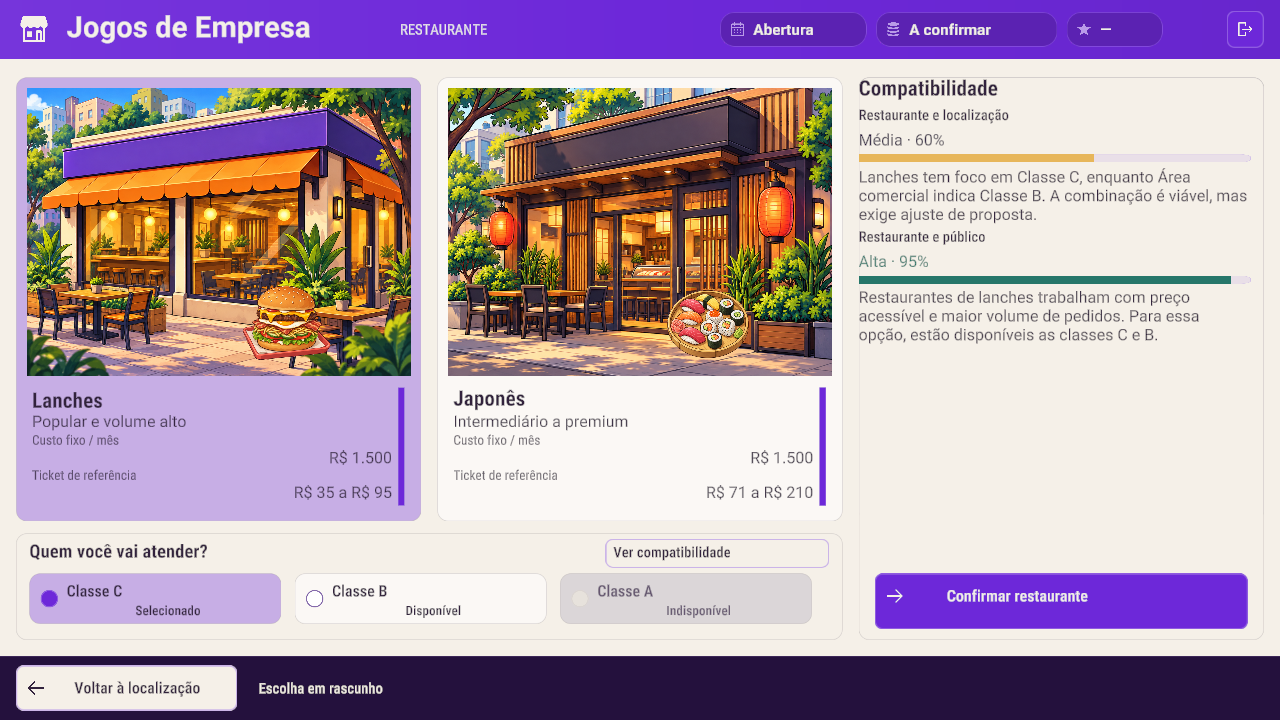 Jogos de Empresa
RESTAURANTE
Abertura
A confirmar
–
Lanches
Popular e volume alto
Custo fixo / mês
R$ 1.500
Ticket de referência
R$ 35 a R$ 95
Japonês
Intermediário a premium
Custo fixo / mês
R$ 1.500
Ticket de referência
R$ 71 a R$ 210
Compatibilidade
Restaurante e localização
Média · 60%
Lanches tem foco em Classe C, enquanto Área
comercial indica Classe B. A combinação é viável, mas
exige ajuste de proposta.
Restaurante e público
Alta · 95%
Restaurantes de lanches trabalham com preço
acessível e maior volume de pedidos. Para essa
opção, estão disponíveis as classes C e B.
Quem você vai atender?
Ver compatibilidade
Classe C
Selecionado
Classe B
Disponível
Classe A
Indisponível
Confirmar restaurante
Voltar à localização
Escolha em rascunho